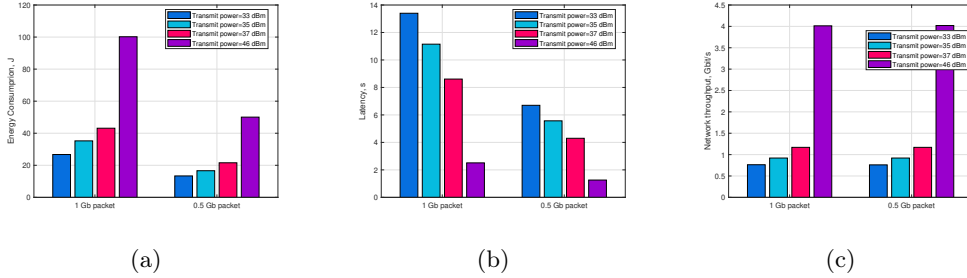 120
100
80
60
40
20
0
Energy Consumprion, J
1 Gb packet
0.5 Gb packet
Transmit power=33 dBm
Transmit power=35 dBm
Transmit power=37 dBm
Transmit power=46 dBm
(a)
14
12
10
8
6
4
2
0
Latency, s
1 Gb packet
0.5 Gb packet
Transmit power=33 dBm
Transmit power=35 dBm
Transmit power=37 dBm
Transmit power=46 dBm
(b)
4.5
4
3.5
3
2.5
2
1.5
1
0.5
0
Network throughput, Gbit/s
1 Gb packet
0.5 Gb packet
Transmit power=33 dBm
Transmit power=35 dBm
Transmit power=37 dBm
Transmit power=46 dBm
(c)